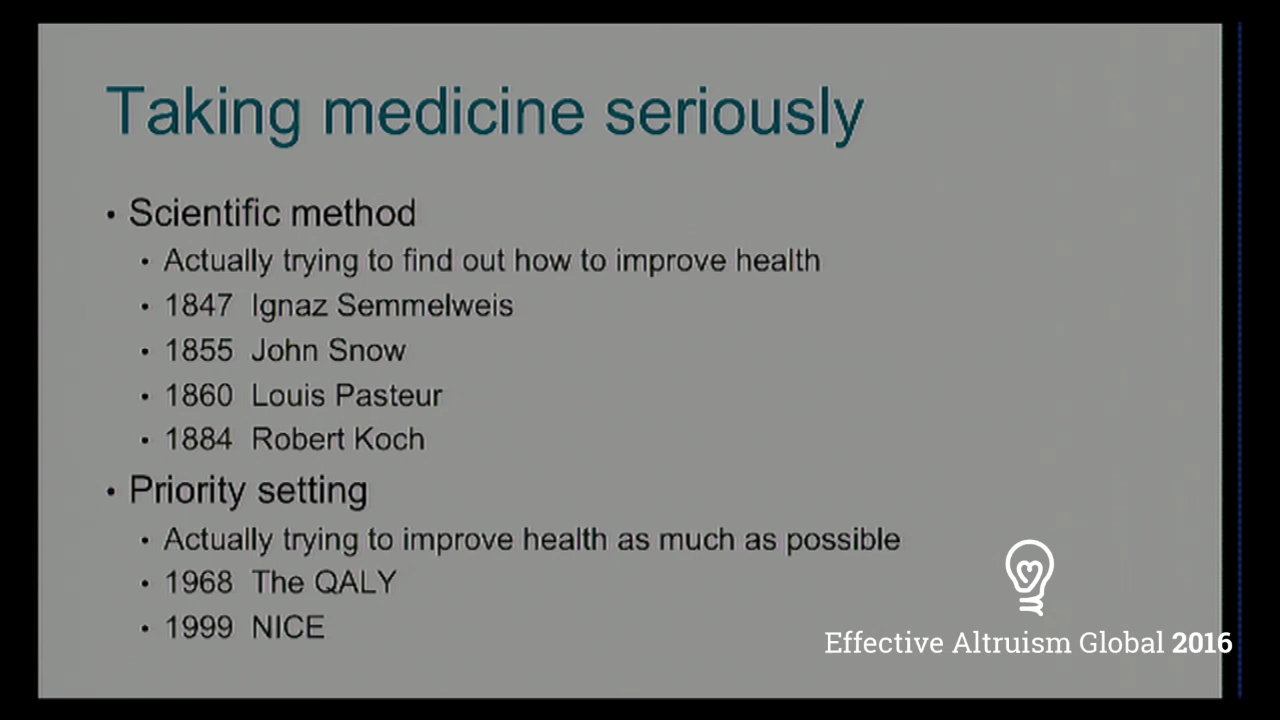 Taking medicine seriously
• Scientific method
• Actually trying to find out how to improve health
• 1847 Ignaz Semmelweis
• 1855 John Snow
• 1860 Louis Pasteur
• 1884 Robert Koch
• Priority setting
• Actually trying to improve health as much as possible
• 1968 The QALY
• 1999 NICE
Effective Altruism Global 2016